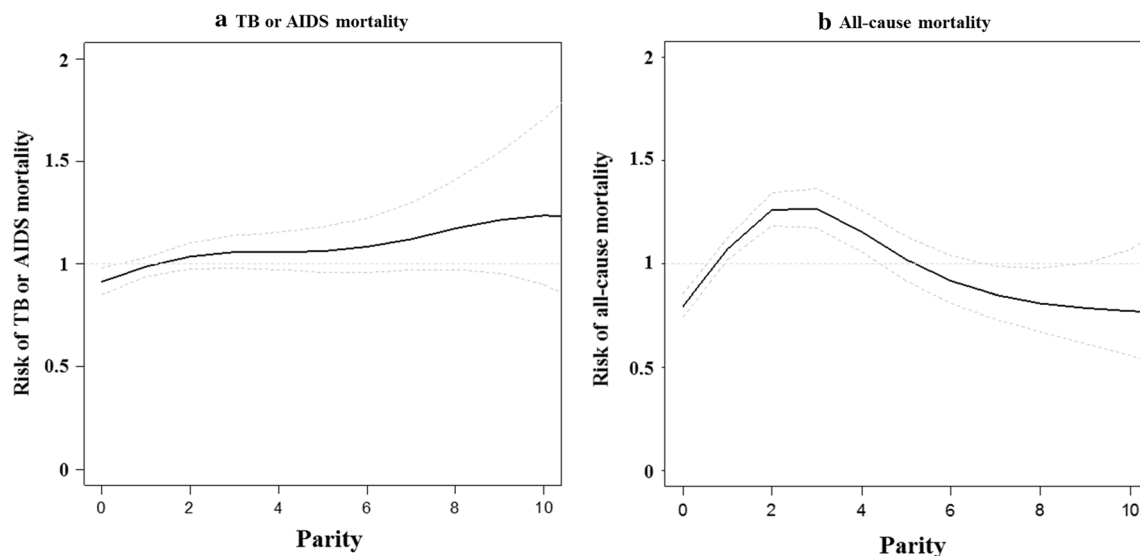 a TB or AIDS mortality
Risk of TB or AIDS mortality
2
1.5
1
0.5
0
0 2 4 6 8 10
Parity
b All-cause mortality
Risk of all-cause mortality
2
1.5
1
0.5
0
0 2 4 6 8 10
Parity